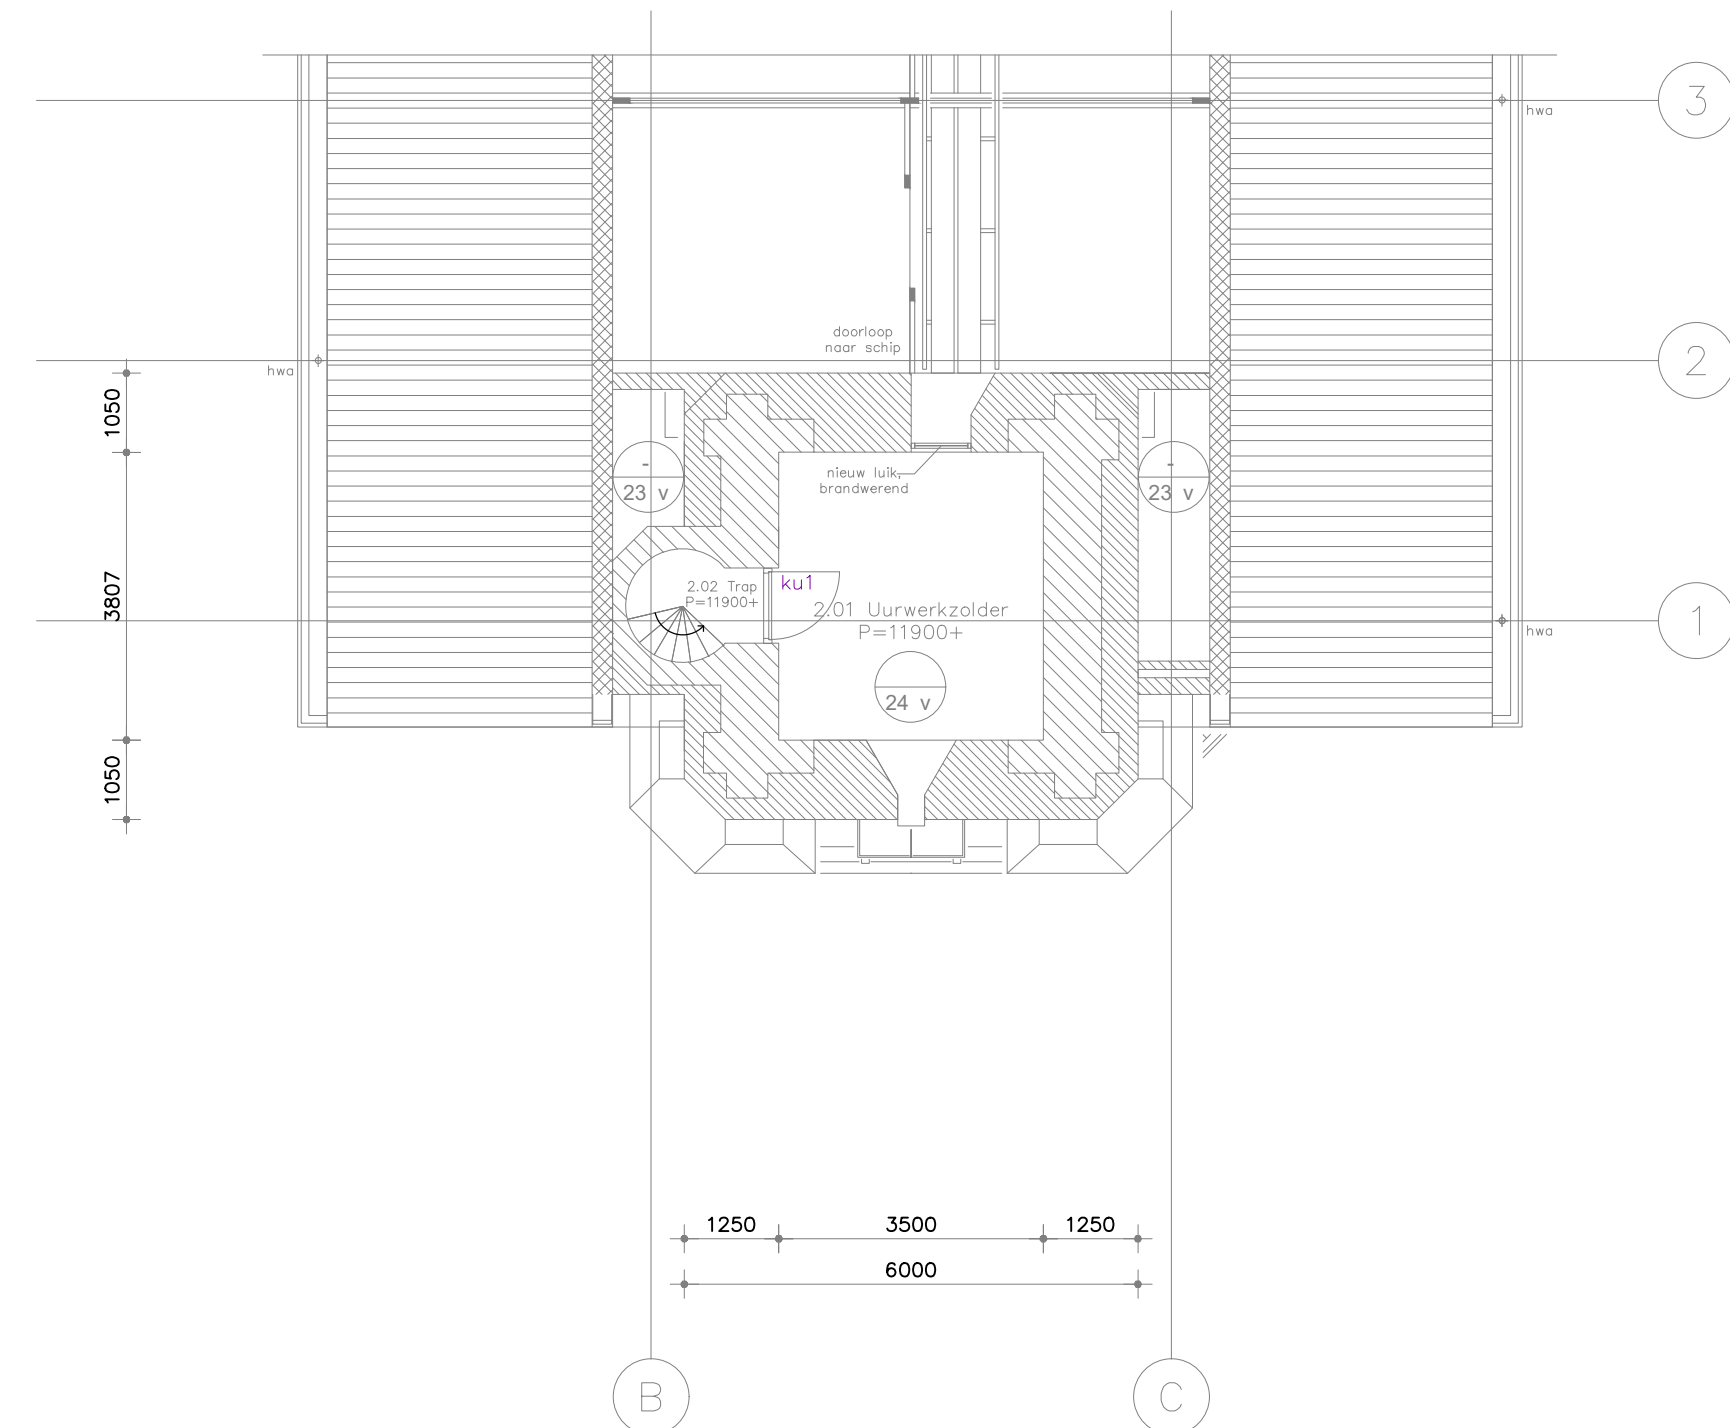 3
hwa
doorloop
naar schip
2
hwa
1050
nieuw luik,
brandwerend
-
23 v
-
23 v
3807
2.02 Trap
P=11900+
ku1
2.01 Uurwerkzolder
P=11900+
1
hwa
24 v
1050
1250
3500
1250
6000
B
C